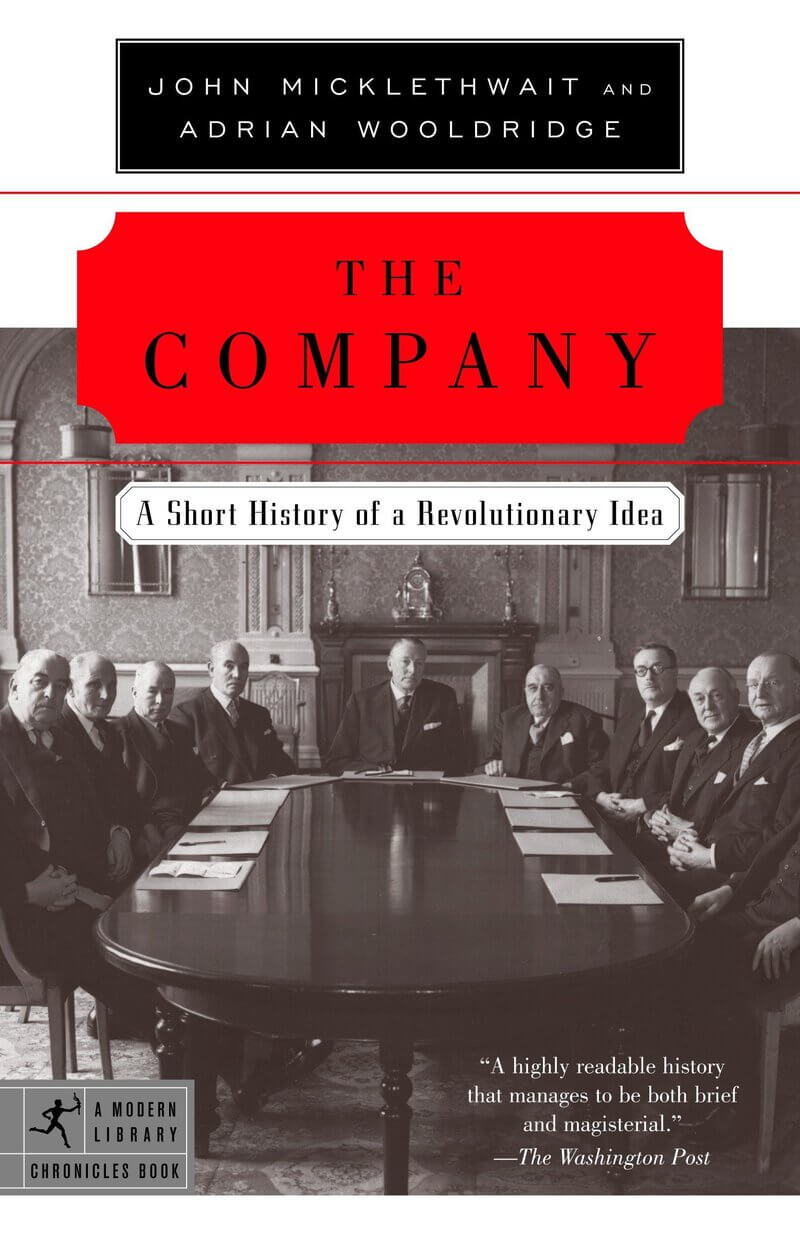 JOHN MICKLETHWAIT AND
ADRIAN WOOLDRIDGE
THE
COMPANY
A Short History of a Revolutionary Idea
“A highly readable history
that manages to be both brief
and magisterial.”
—The Washington Post
A MODERN
LIBRARY
CHRONICLES BOOK